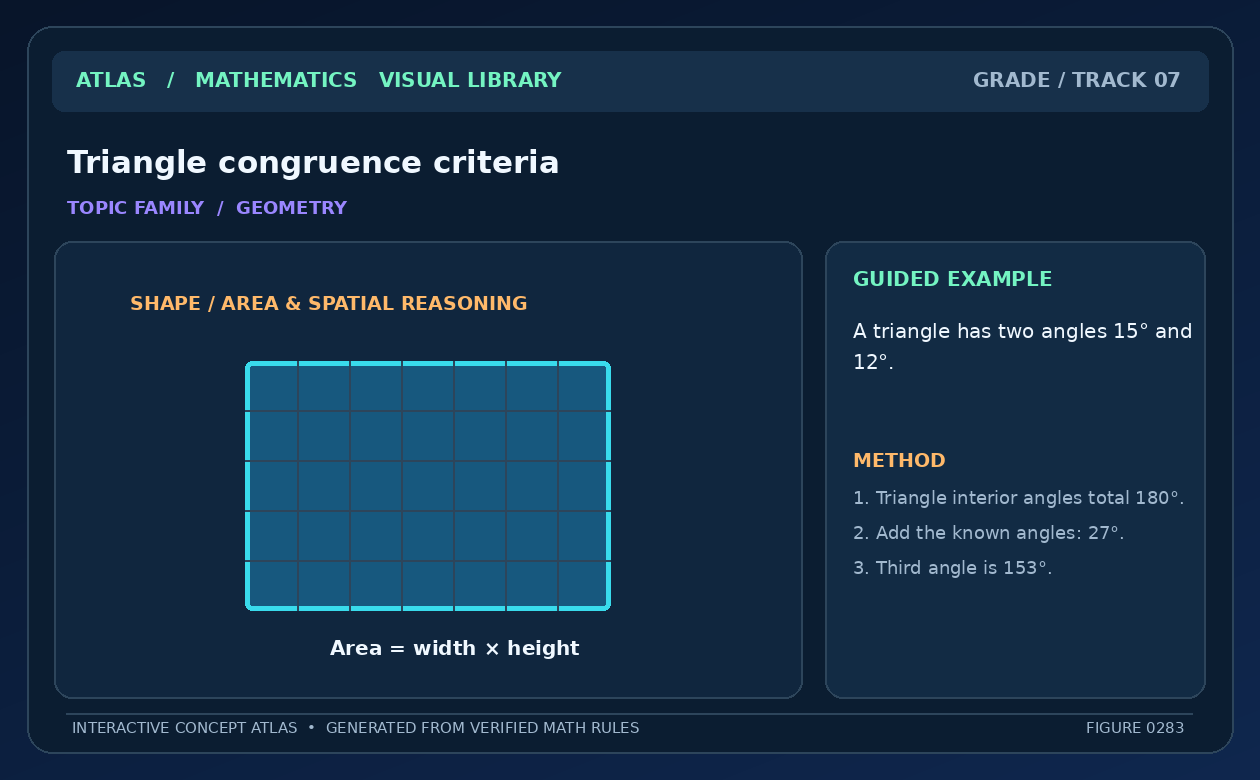 ATLAS / MATHEMATICS VISUAL LIBRARY
GRADE / TRACK 07
Triangle congruence criteria
TOPIC FAMILY / GEOMETRY
SHAPE / AREA & SPATIAL REASONING
Area = width × height
GUIDED EXAMPLE
A triangle has two angles 15° and
12°.
METHOD
1. Triangle interior angles total 180°.
2. Add the known angles: 27°.
3. Third angle is 153°.
INTERACTIVE CONCEPT ATLAS • GENERATED FROM VERIFIED MATH RULES
FIGURE 0283